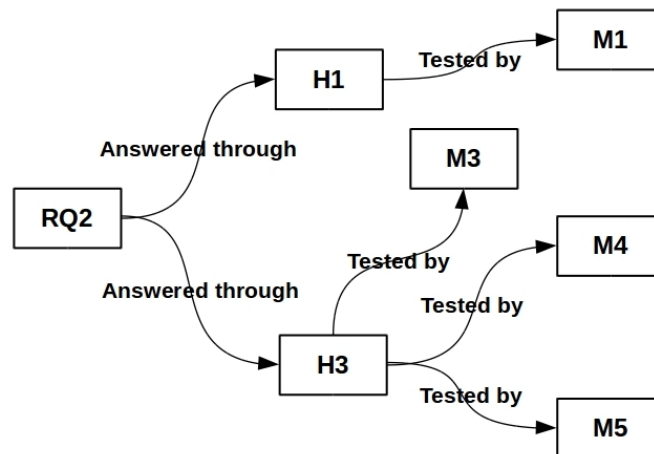 M1
Tested by
H1
Answered through
M3
RQ2
M4
Tested by
Answered through
Tested by
H3
Tested by
M5